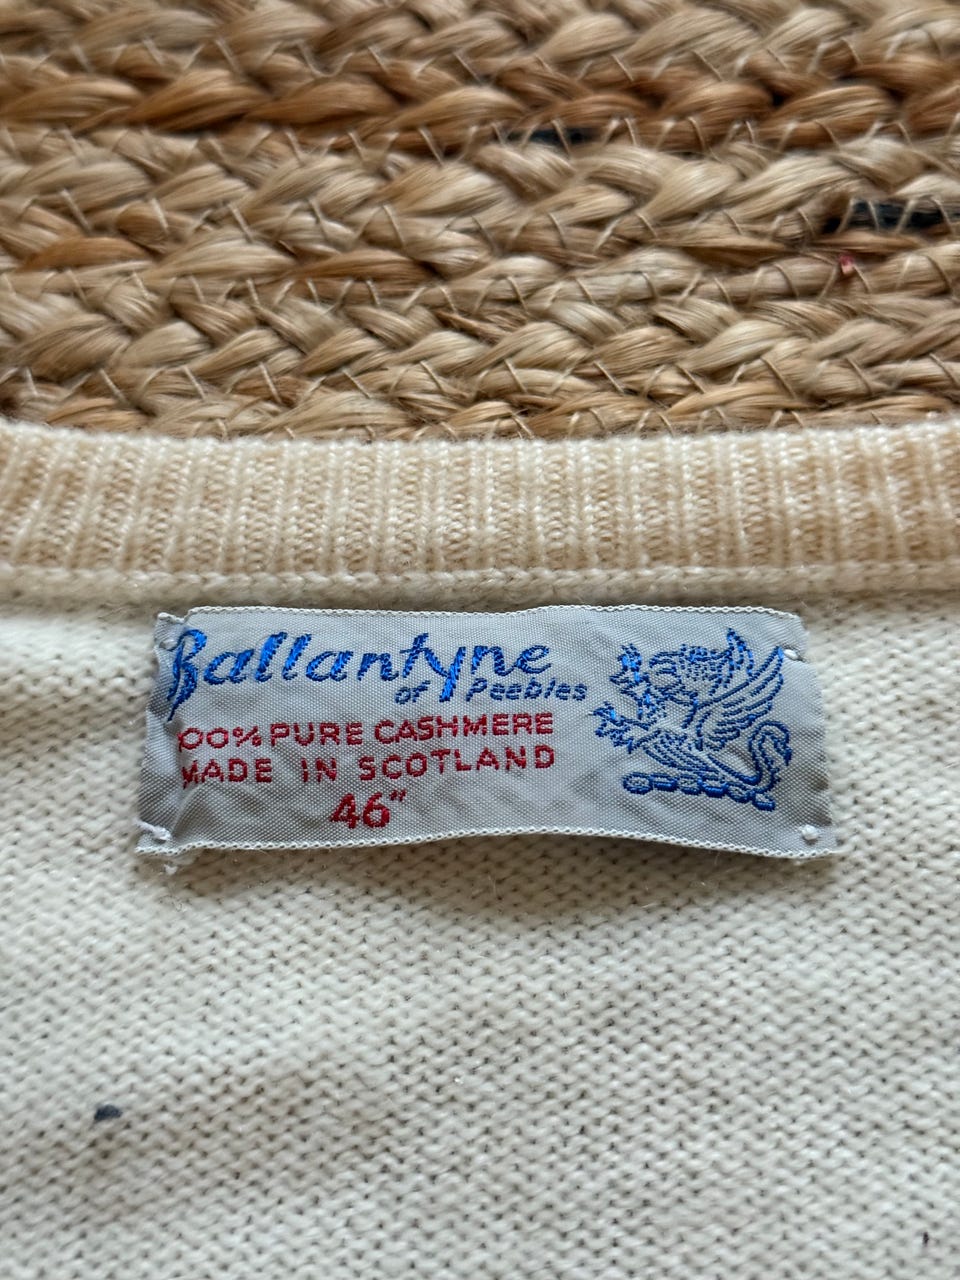 Ballantyne
of Peebles
100% PURE CASHMERE
MADE IN SCOTLAND
46"